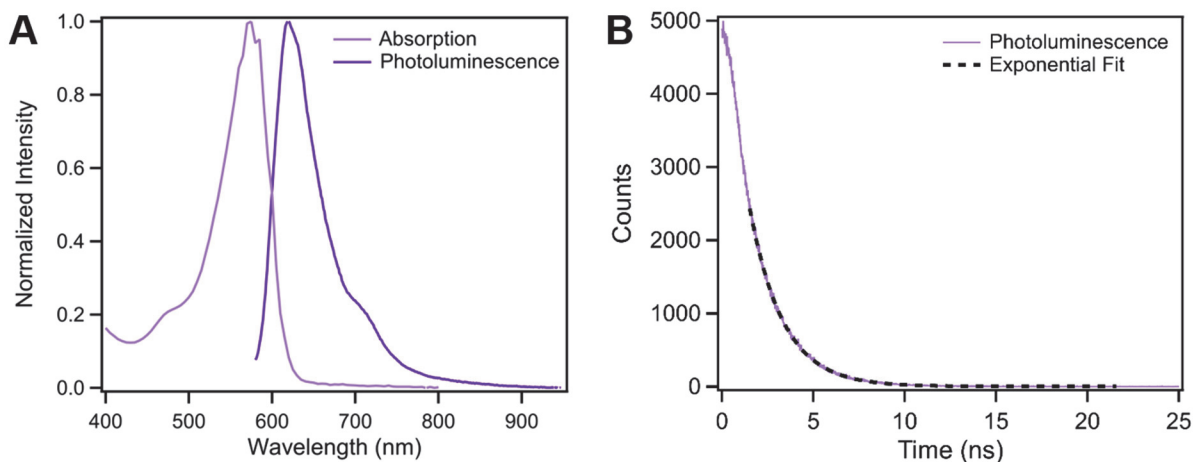 A
Normalized Intensity
1.0
0.8
0.6
0.4
0.2
0.0
Absorption
Photoluminescence
400 500 600 700 800 900
Wavelength (nm)
B
Counts
5000
4000
3000
2000
1000
0
Photoluminescence
Exponential Fit
0 5 10 15 20 25
Time (ns)